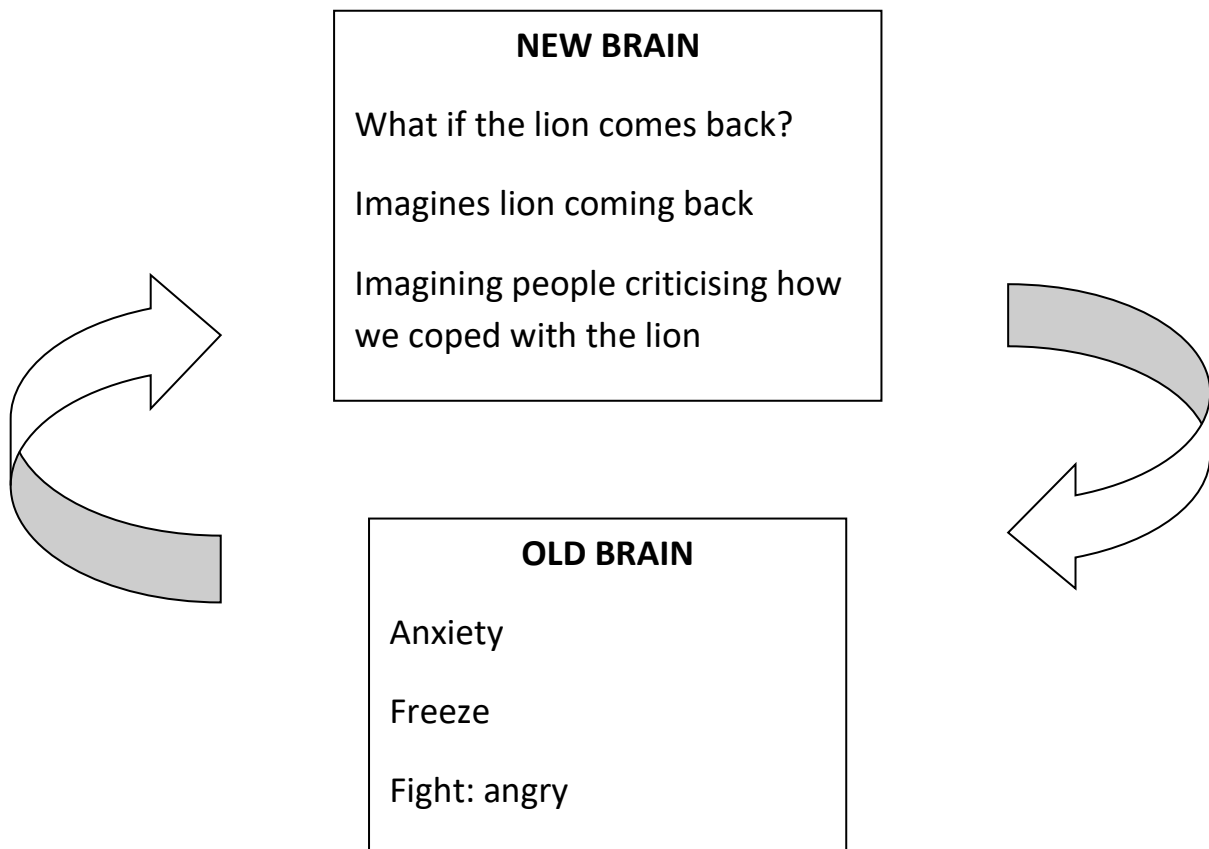 NEW BRAIN
What if the lion comes back?
Imagines lion coming back
Imagining people criticising how
we coped with the lion
OLD BRAIN
Anxiety
Freeze
Fight: angry